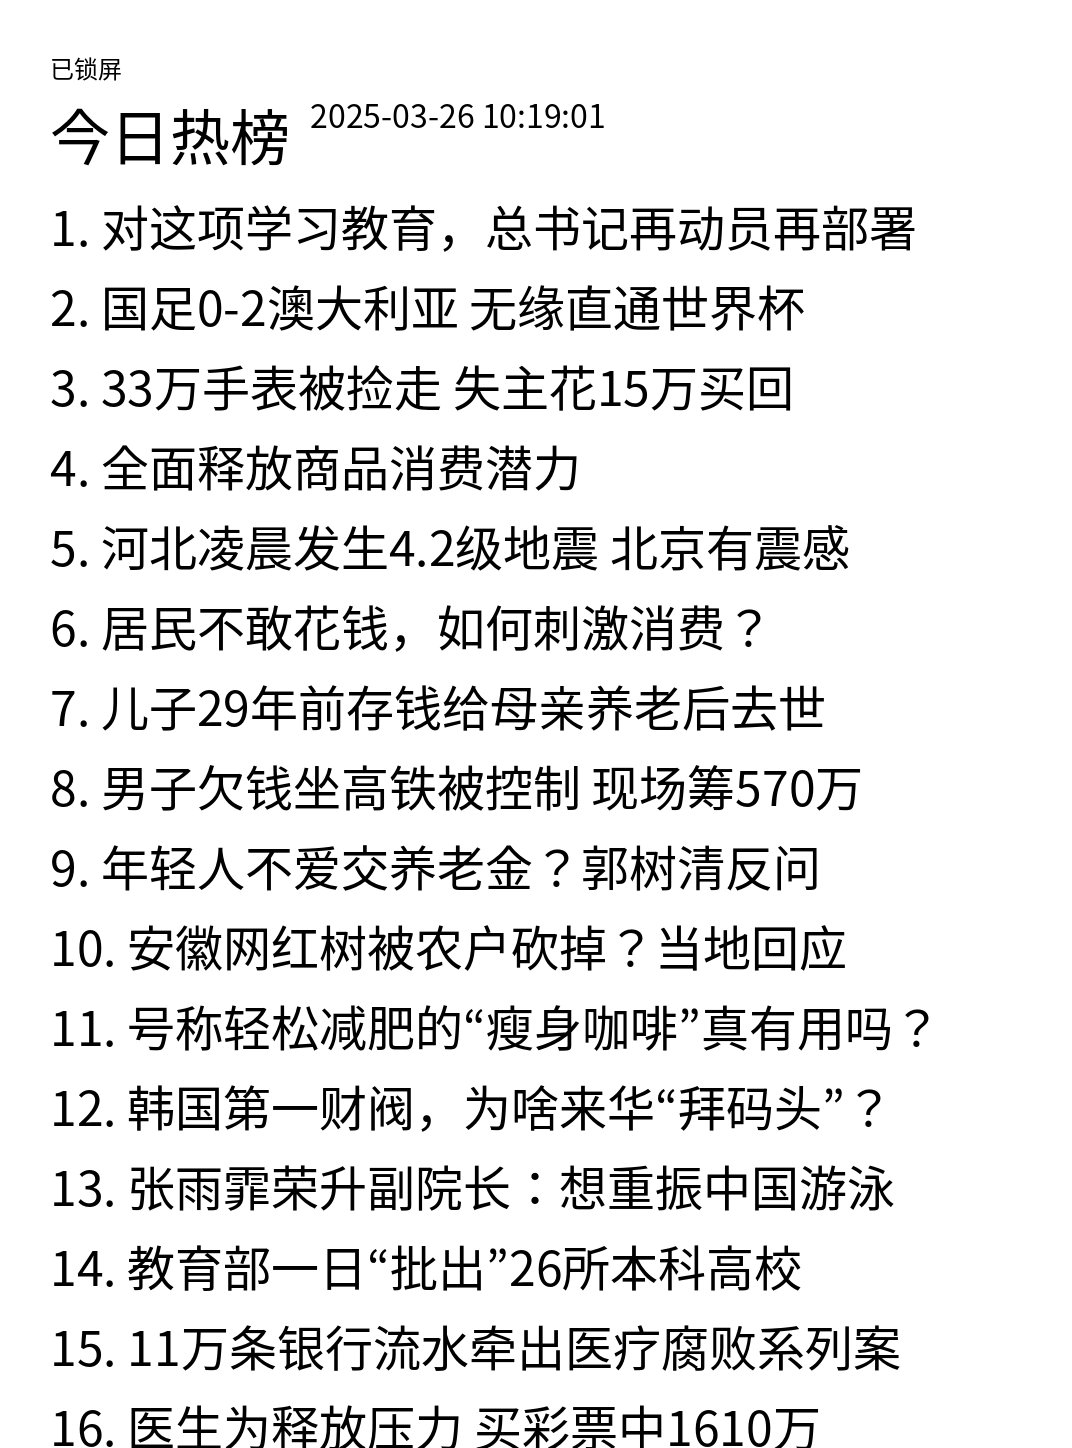 已锁屏
今日热榜 2025-03-26 10:19:01
1. 对这项学习教育，总书记再动员再部署
2. 国足0-2澳大利亚 无缘直通世界杯
3. 33万手表被捡走 失主花15万买回
4. 全面释放商品消费潜力
5. 河北凌晨发生4.2级地震 北京有震感
6. 居民不敢花钱，如何刺激消费？
7. 儿子29年前存钱给母亲养老后去世
8. 男子欠钱坐高铁被控制 现场筹570万
9. 年轻人不爱交养老金？郭树清反问
10. 安徽网红树被农户砍掉？当地回应
11. 号称轻松减肥的“瘦身咖啡”真有用吗？
12. 韩国第一财阀，为啥来华“拜码头”？
13. 张雨霏荣升副院长：想重振中国游泳
14. 教育部一日“批出”26所本科高校
15. 11万条银行流水牵出医疗腐败系列案
16. 医生为释放压力 买彩票中1610万